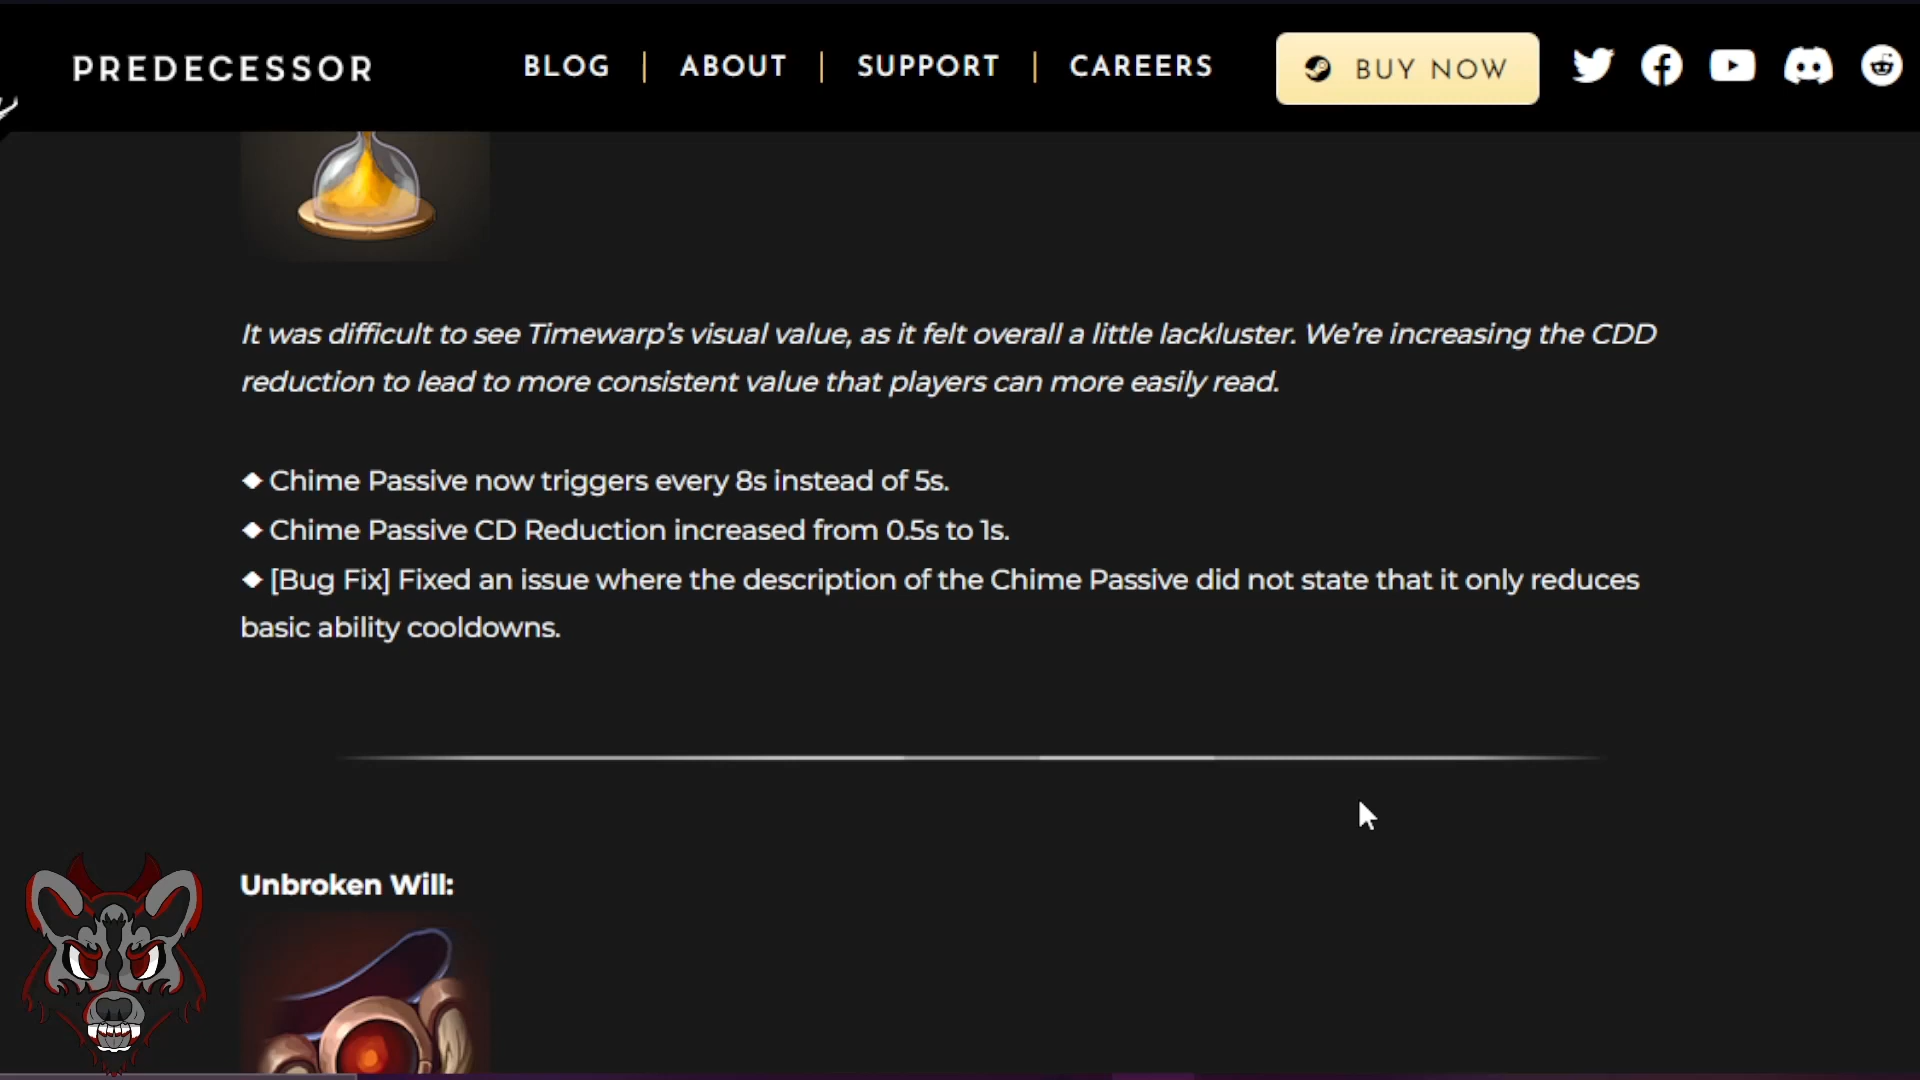 PREDECESSOR
BLOG
ABOUT
SUPPORT
CAREERS
BUY NOW
It was difficult to see Timewarp's visual value, as it felt overall a little lackluster. We're increasing the CDD
reduction to lead to more consistent value that players can more easily read.
◆ Chime Passive now triggers every 8s instead of 5s.
◆ Chime Passive CD Reduction increased from 0.5s to 1s.
◆ [Bug Fix] Fixed an issue where the description of the Chime Passive did not state that it only reduces
basic ability cooldowns.
Unbroken Will: